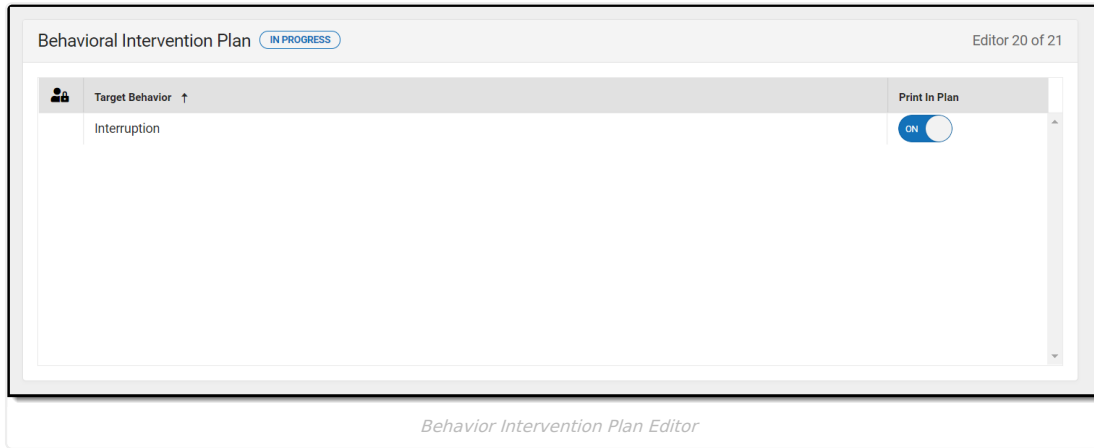 Behavioral Intervention Plan IN PROGRESS Editor 20 of 21
Target Behavior ↑ Print In Plan
Interruption ON
Behavior Intervention Plan Editor